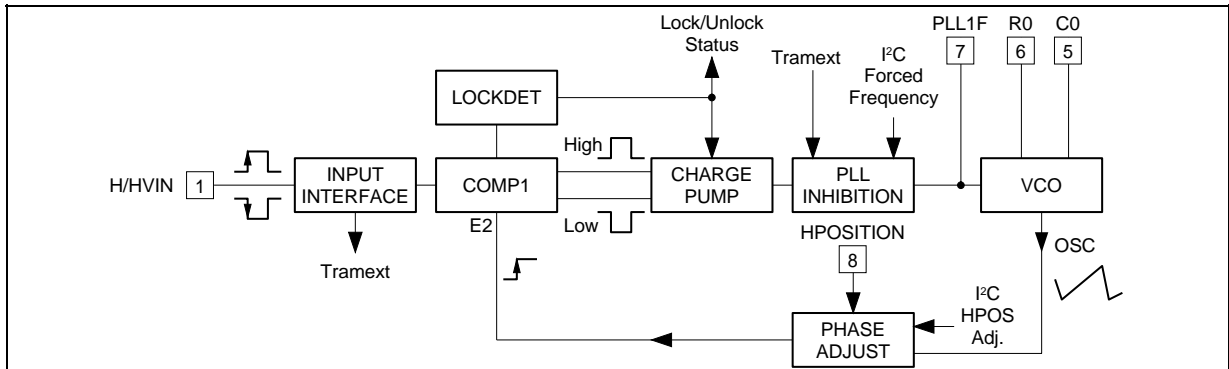 Lock/Unlock
Status
Tramext
I²C
Forced
Frequency
PLL1F
7
R0
6
C0
5
LOCKDET
High
H/HVIN
1
INPUT
INTERFACE
COMP1
CHARGE
PUMP
PLL
INHIBITION
VCO
E2
Low
Tramext
HPOSITION
8
OSC
I²C
HPOS
Adj.
PHASE
ADJUST